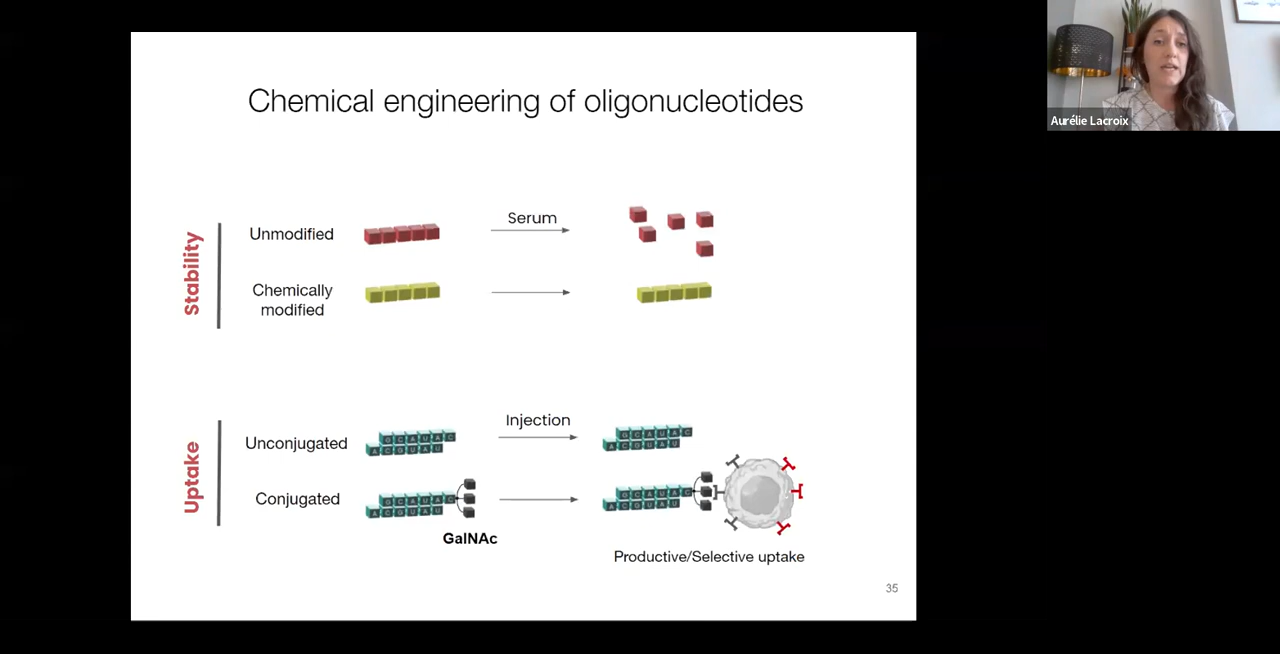 Chemical engineering of oligonucleotides
Aurélie Lacroix
Stability
Unmodified
Serum
Chemically
modified
Uptake
Unconjugated
Injection
G C A U A C
A C G U A U
G C A U A C
A C G U A U
Conjugated
G C A U A C
A C G U A U
G C A U A C
A C G U A U
GalNAc
Productive/Selective uptake
35